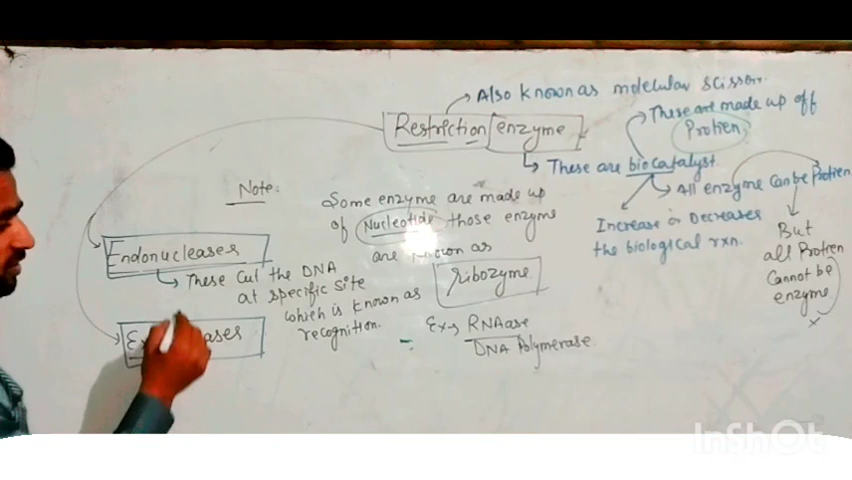 Also known as molecular scissorr.
Restriction enzyme
These are made up off
Protien
These are biocatalyst.
All enzyme can be protien
Increase or Decreases
the biological rxn.
But
all Protien
cannot be
enzyme
x
Note:
Some enzyme are made up
of Nucleotide those enzyme
are known as
ribozyme
Ex→ RNAase
DNA Polymerase
Endonucleases
These cut the DNA
at specific site
which is known as
recognition.
InShOt